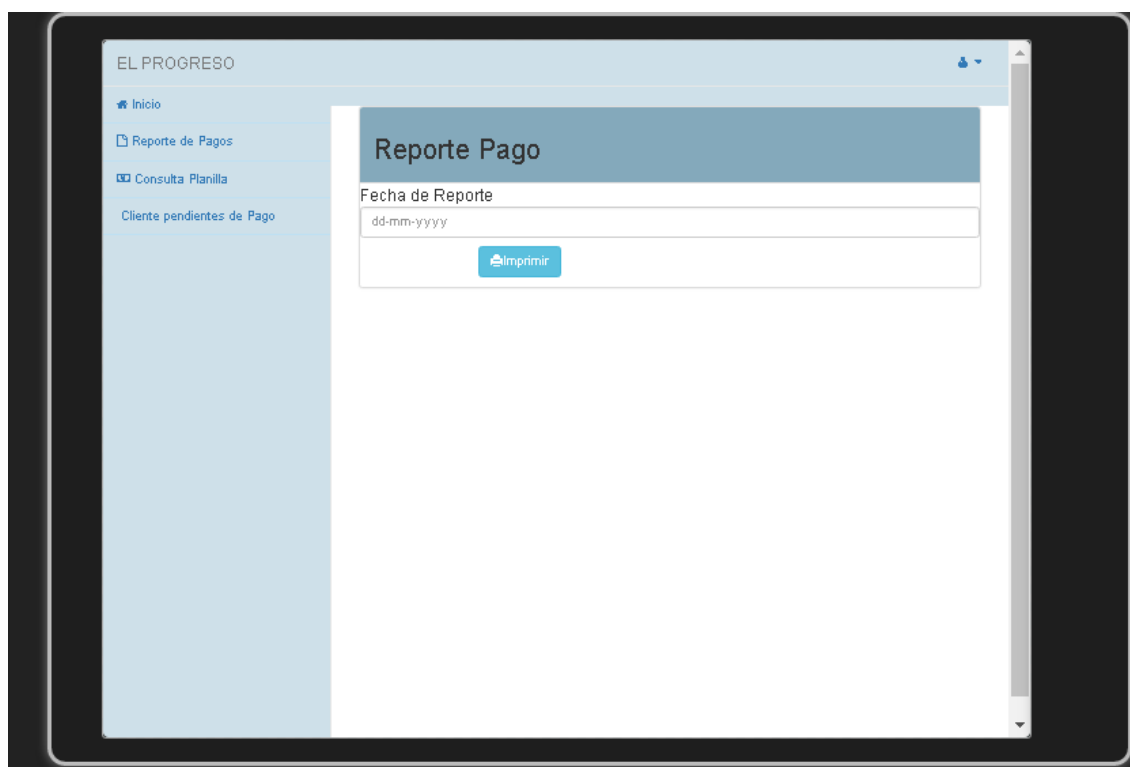 EL PROGRESO
Inicio
Reporte de Pagos
Consulta Planilla
Cliente pendientes de Pago
Reporte Pago
Fecha de Reporte
dd-mm-yyyy
Imprimir